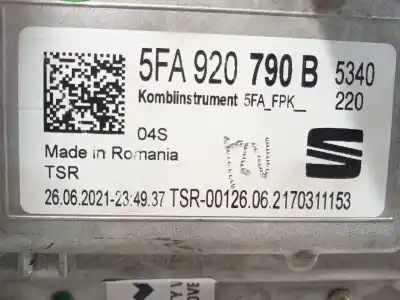 5FA 920 790 B 5340
Kombiinstrument 5FA_FPK__ 220
04S
Made in Romania
TSR
26.06.2021-23:49.37 TSR-00126.06.2170311153